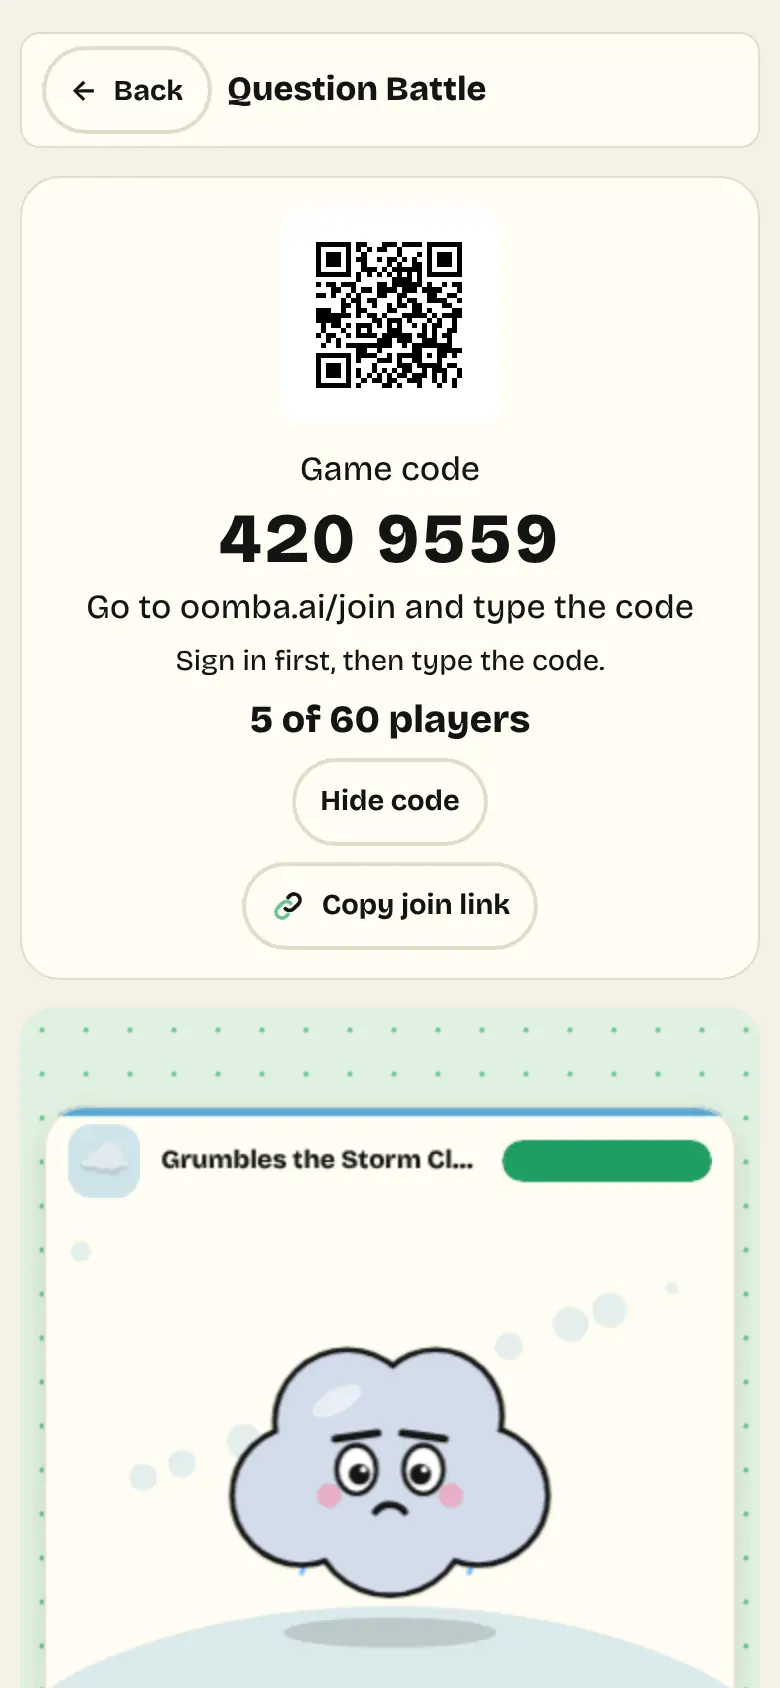 ← Back
Question Battle
Game code
420 9559
Go to oomba.ai/join and type the code
Sign in first, then type the code.
5 of 60 players
Hide code
Copy join link
Grumbles the Storm Cl...